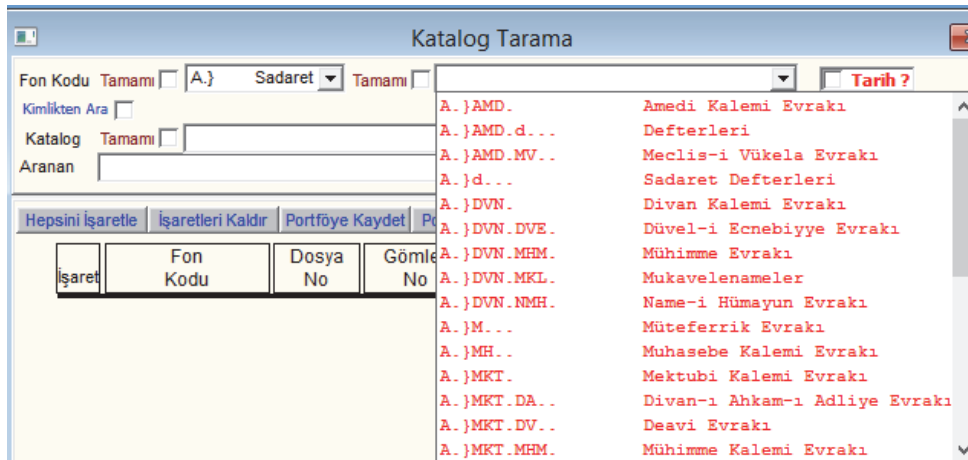 Katalog Tarama
Fon Kodu Tamamı A.} Sadaret Tamamı Tarih ?
Kimlikten Ara
Katalog Tamamı
Aranan
A.}AMD. Amedi Kalemi Evrakı
A.}AMD.d... Defterleri
A.}AMD.MV.. Meclis-i Vükela Evrakı
A.}d... Sadaret Defterleri
A.}DVN. Divan Kalemi Evrakı
A.}DVN.DVE. Düvel-i Ecnebiyye Evrakı
A.}DVN.MHM. Mühimme Evrakı
A.}DVN.MKL. Mukavelenameler
A.}DVN.NMH. Name-i Hümayun Evrakı
A.}M... Müteferrik Evrakı
A.}MH.. Muhasebe Kalemi Evrakı
A.}MKT. Mektubi Kalemi Evrakı
A.}MKT.DA.. Divan-ı Ahkam-ı Adliye Evrakı
A.}MKT.DV.. Deavi Evrakı
A.}MKT.MHM. Mühimme Kalemi Evrakı
Hepsini İşaretle İşaretleri Kaldır Portföye Kaydet
İşaret Fon Kodu Dosya No Gömle No